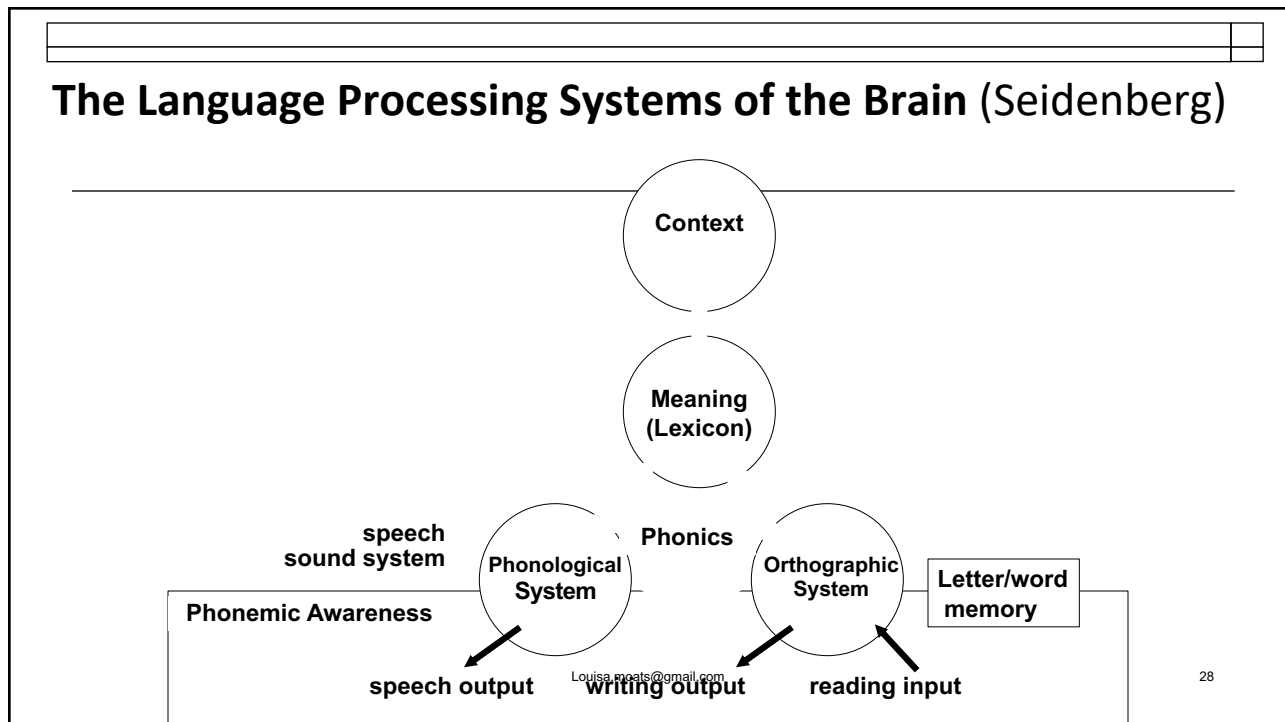 The Language Processing Systems of the Brain (Seidenberg)
Context
Meaning
(Lexicon)
speech
sound system
Phonological
System
Phonics
Orthographic
System
Letter/word
memory
Phonemic Awareness
speech output
Louisa.moats@gmail.com
writing output
reading input
28